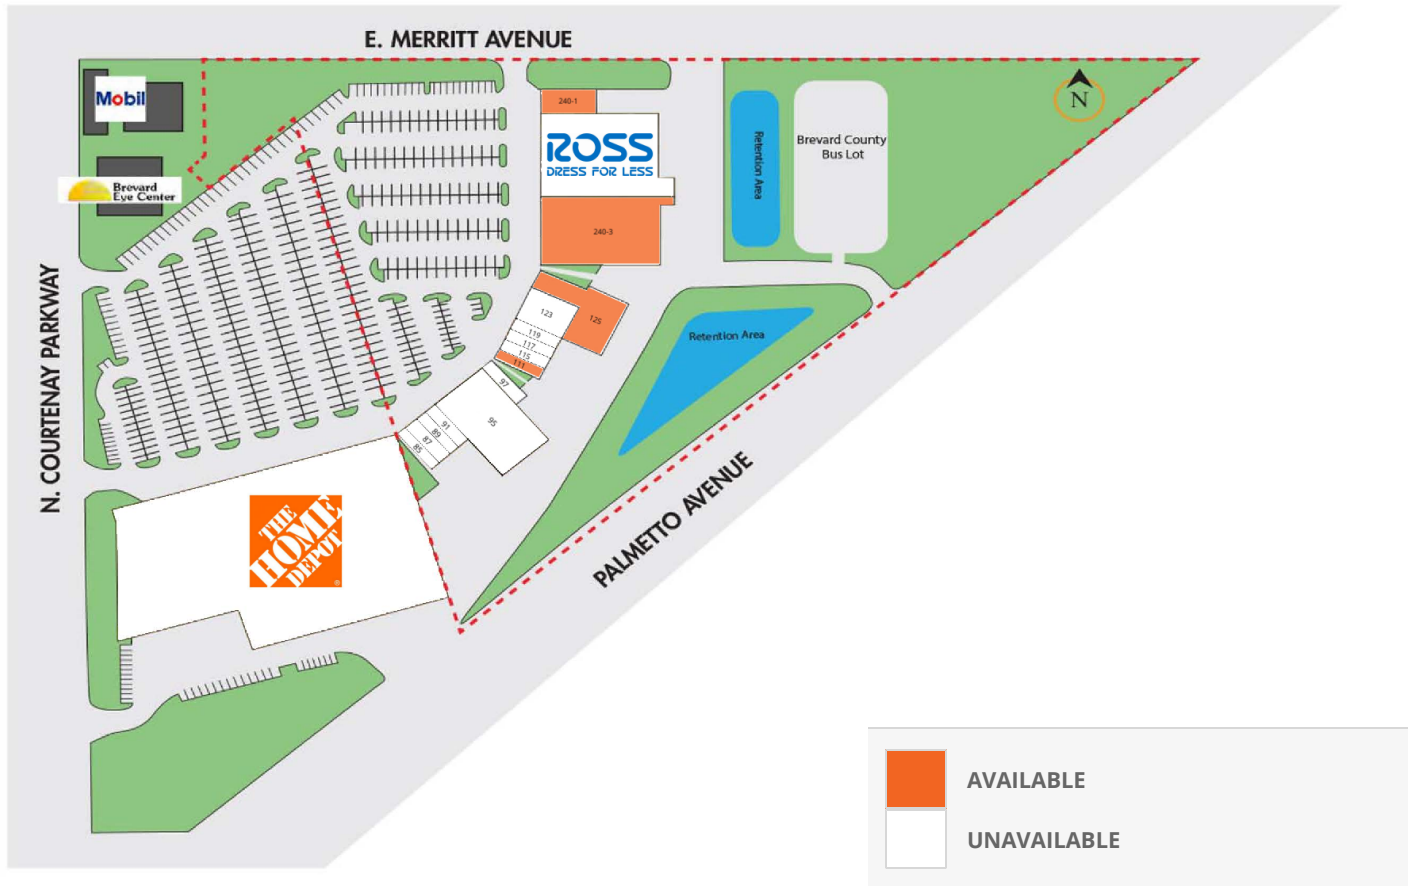 E. MERRITT AVENUE
Mobil
240-1
N
ROSS
DRESS FOR LESS
Retention Area
Brevard County
Bus Lot
Brevard
Eye Center
240-3
N. COURTENAY PARKWAY
123
125
119
117
115
111
Retention Area
97
95
91
89
87
85
THE
HOME
DEPOT
®
PALMETTO AVENUE
AVAILABLE
UNAVAILABLE